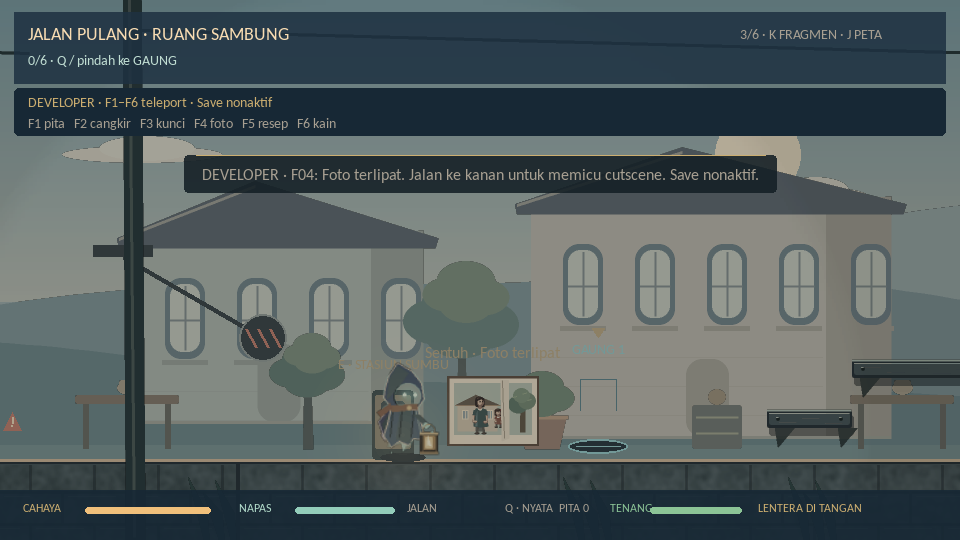 JALAN PULANG · RUANG SAMBUNG
3/6 · K FRAGMEN · J PETA
0/6 · Q / pindah ke GAUNG
DEVELOPER · F1–F6 teleport · Save nonaktif
F1 pita F2 cangkir F3 kunci F4 foto F5 resep F6 kain
DEVELOPER · F04: Foto terlipat. Jalan ke kanan untuk memicu cutscene. Save nonaktif.
Sentuh · Foto terlipat
SUMBU
CAHAYA NAPAS JALAN Q · NYATA PITA 0 TENANG LENTERA DI TANGAN